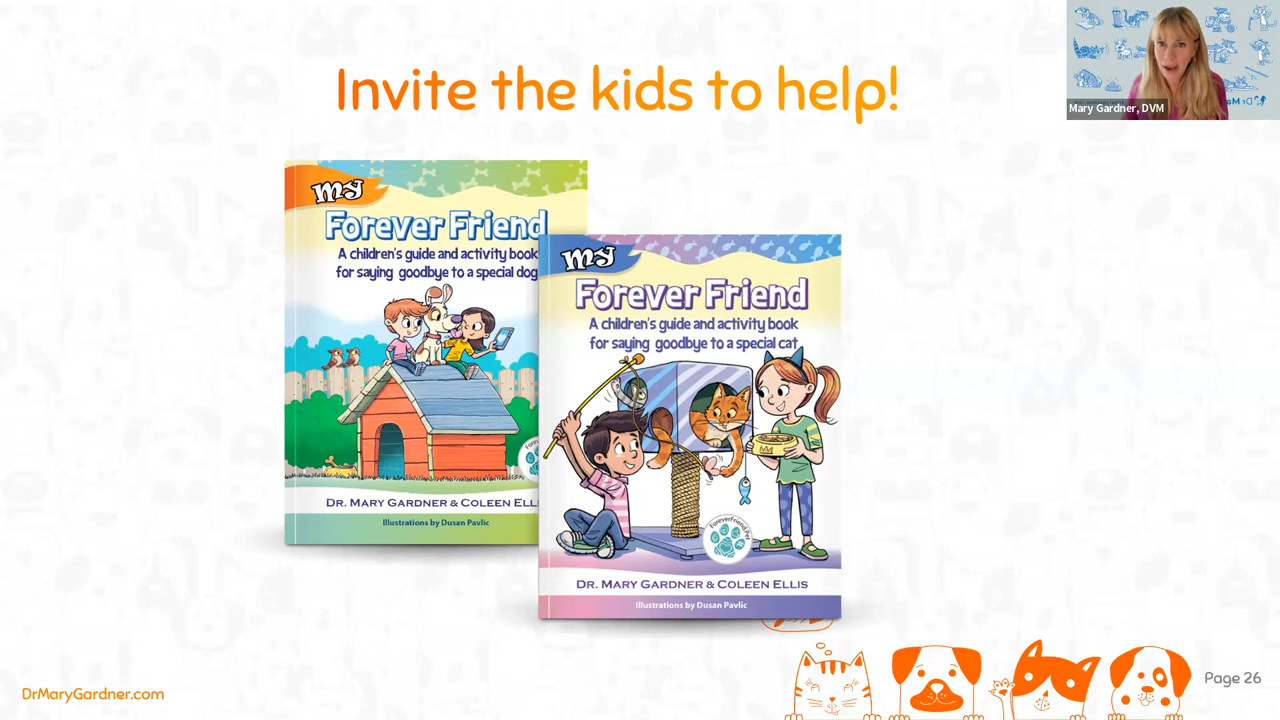 Invite the kids to help!
Mary Gardner, DVM
my
Forever Friend
A children's guide and activity book
for saying goodbye to a special dog
DR. MARY GARDNER & COLEEN ELLI
Illustrations by Dusan Pavlic
my
Forever Friend
A children's guide and activity book
for saying goodbye to a special cat
ForeverFriend.Pet
DR. MARY GARDNER & COLEEN ELLIS
Illustrations by Dusan Pavlic
DrMaryGardner.com
Page 26